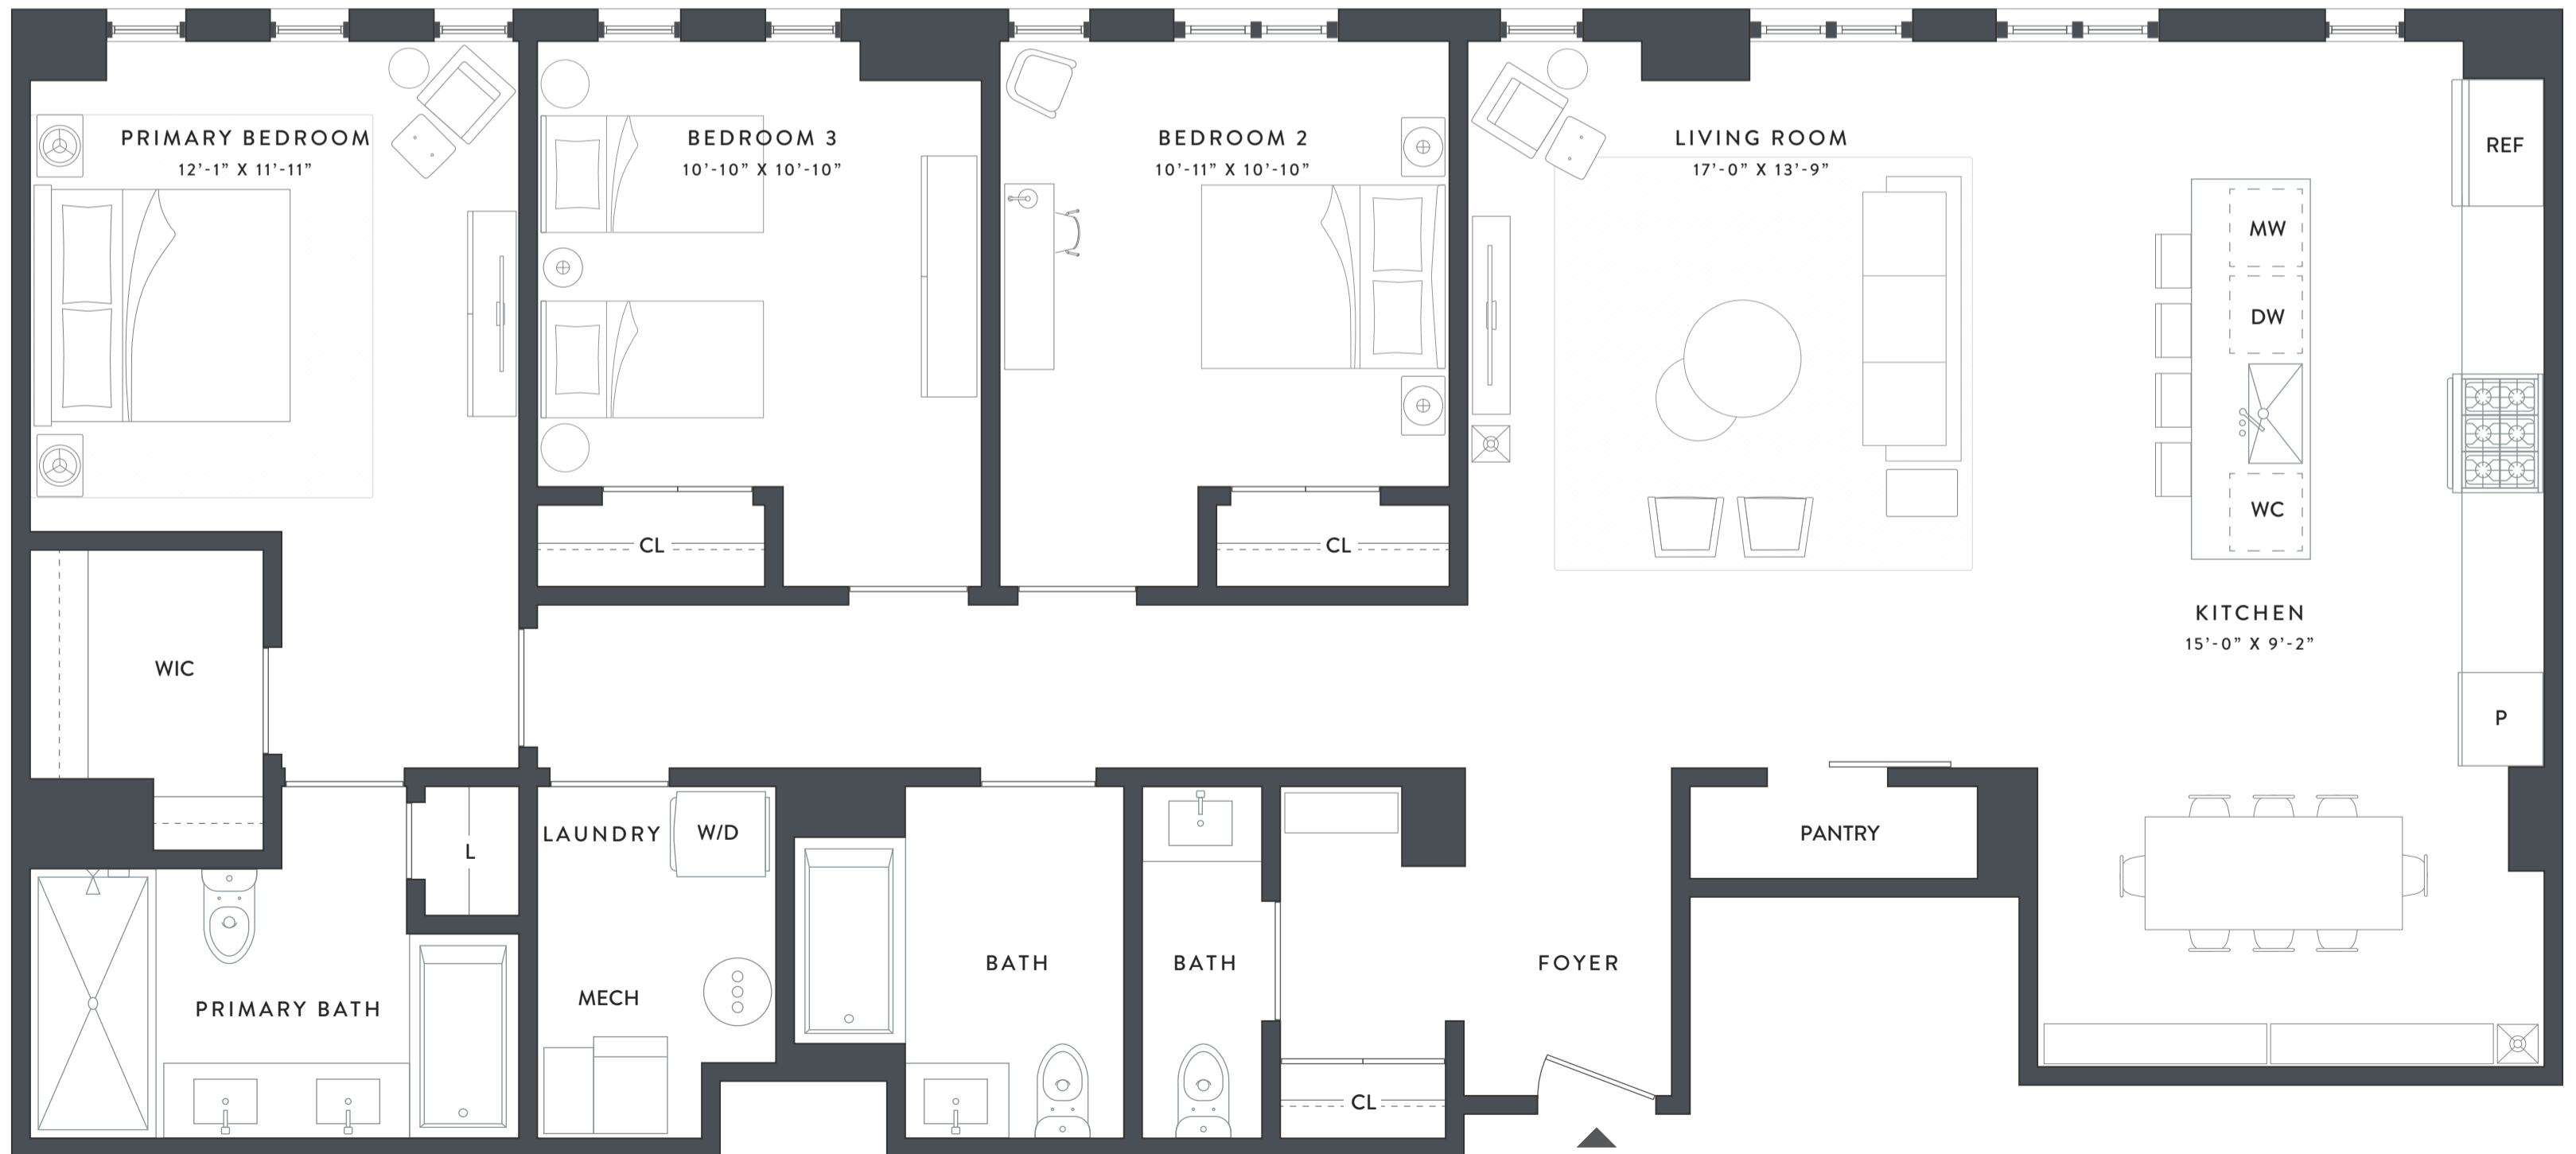 PRIMARY BEDROOM
12’-1” X 11’-11”
BEDROOM 3
10’-10” X 10’-10”
BEDROOM 2
10’-11” X 10’-10”
LIVING ROOM
17’-0” X 13’-9”
REF
MW
DW
WC
CL
CL
KITCHEN
15’-0” X 9’-2”
WIC
P
L
LAUNDRY
W/D
PANTRY
MECH
BATH
BATH
FOYER
PRIMARY BATH
CL